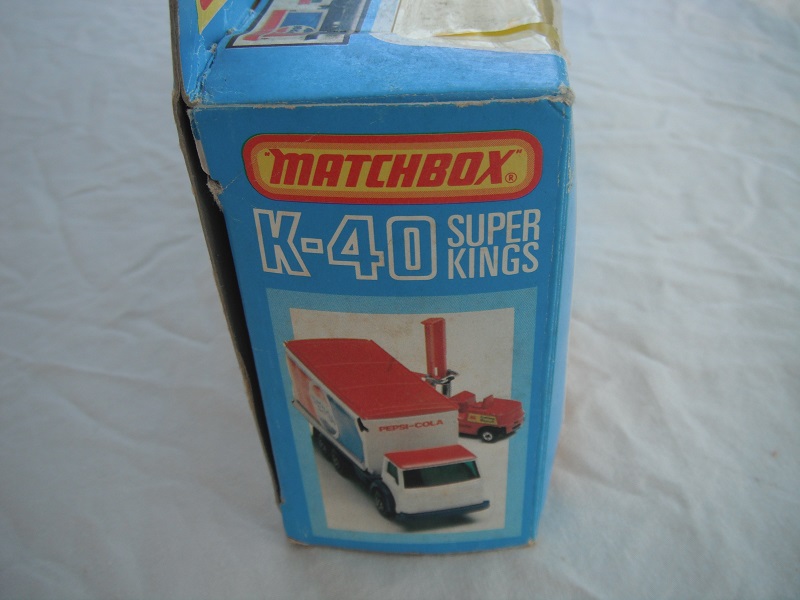 "MATCHBOX"®
K-40 SUPER KINGS
PEPSI-COLA